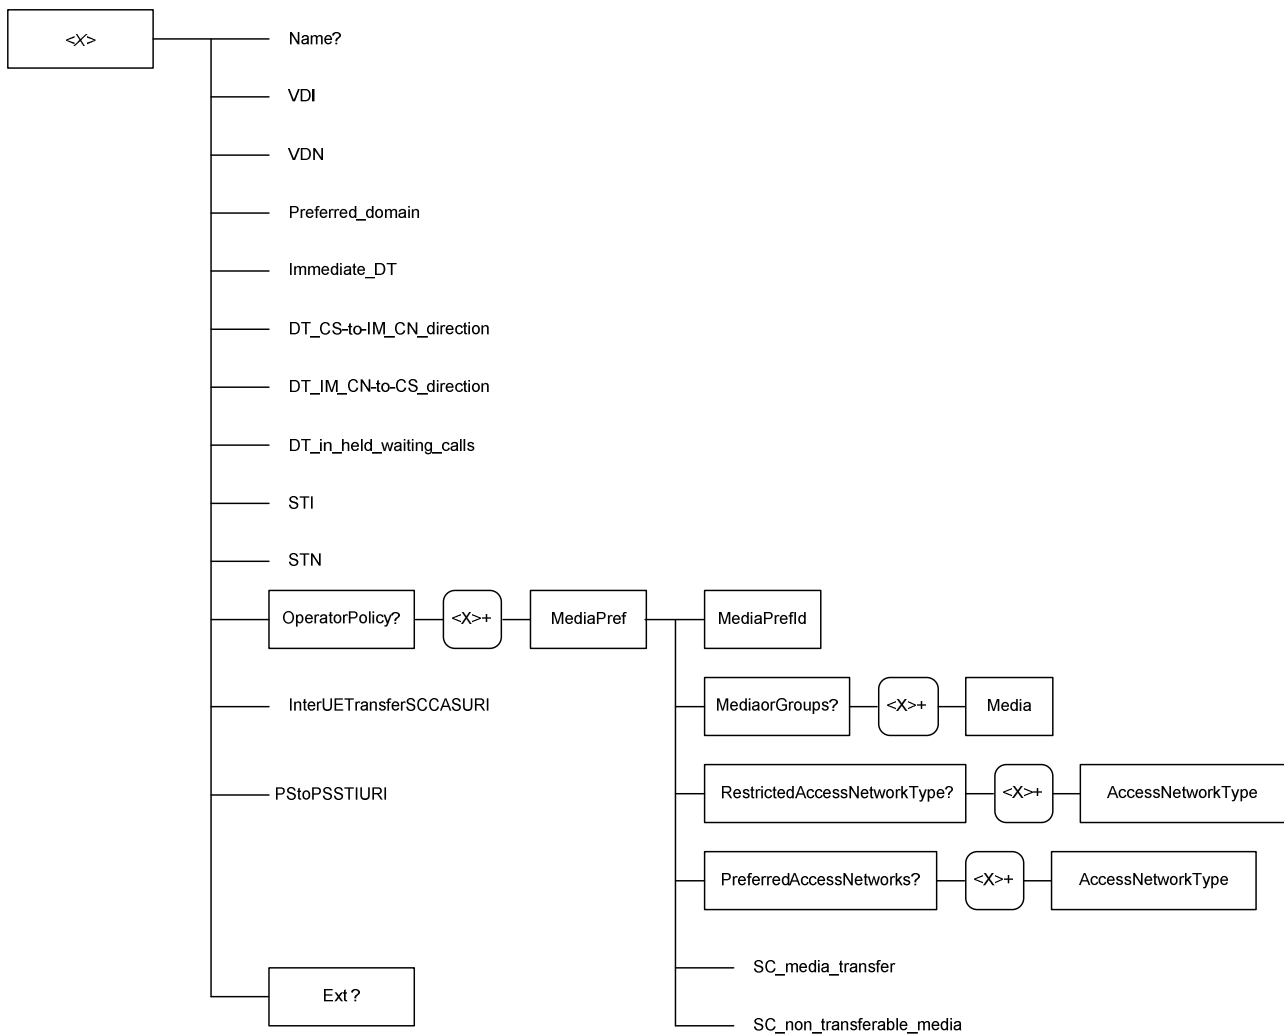 <X>
Name?
VDI
VDN
Preferred_domain
Immediate_DT
DT_CS-to-IM_CN_direction
DT_IM_CN-to-CS_direction
DT_in_held_waiting_calls
STI
STN
OperatorPolicy? <X>+ MediaPref MediaPrefId
InterUETransferSCCASURI MediaorGroups? <X>+ Media
PStoPSSTIURI RestrictedAccessNetworkType? <X>+ AccessNetworkType
PreferredAccessNetworks? <X>+ AccessNetworkType
SC_media_transfer
Ext?
SC_non_transferable_media